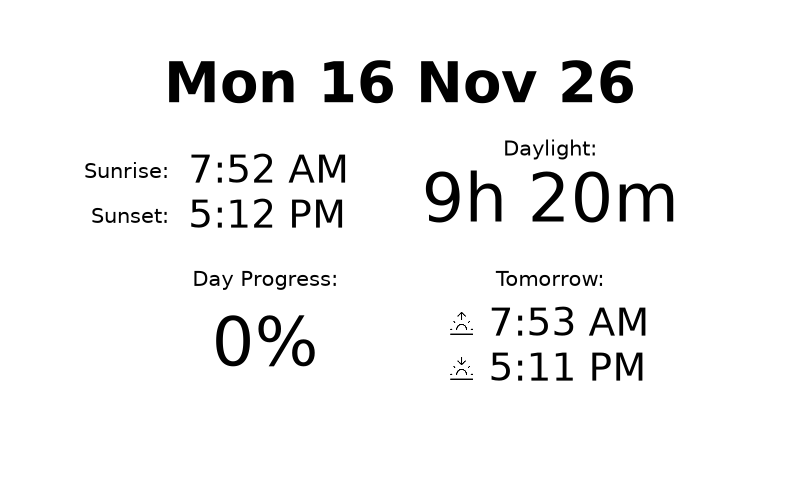 Mon 16 Nov 26
Sunrise: 7:52 AM
Sunset: 5:12 PM
Daylight:
9h 20m
Day Progress:
0%
Tomorrow:
7:53 AM
5:11 PM